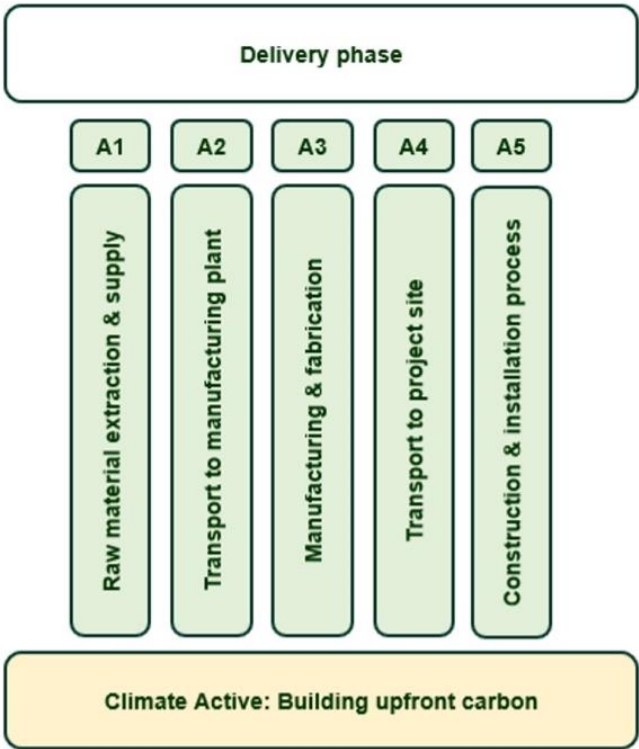 Delivery phase
A1
A2
A3
A4
A5
Raw material extraction & supply
Transport to manufacturing plant
Manufacturing & fabrication
Transport to project site
Construction & installation process
Climate Active: Building upfront carbon